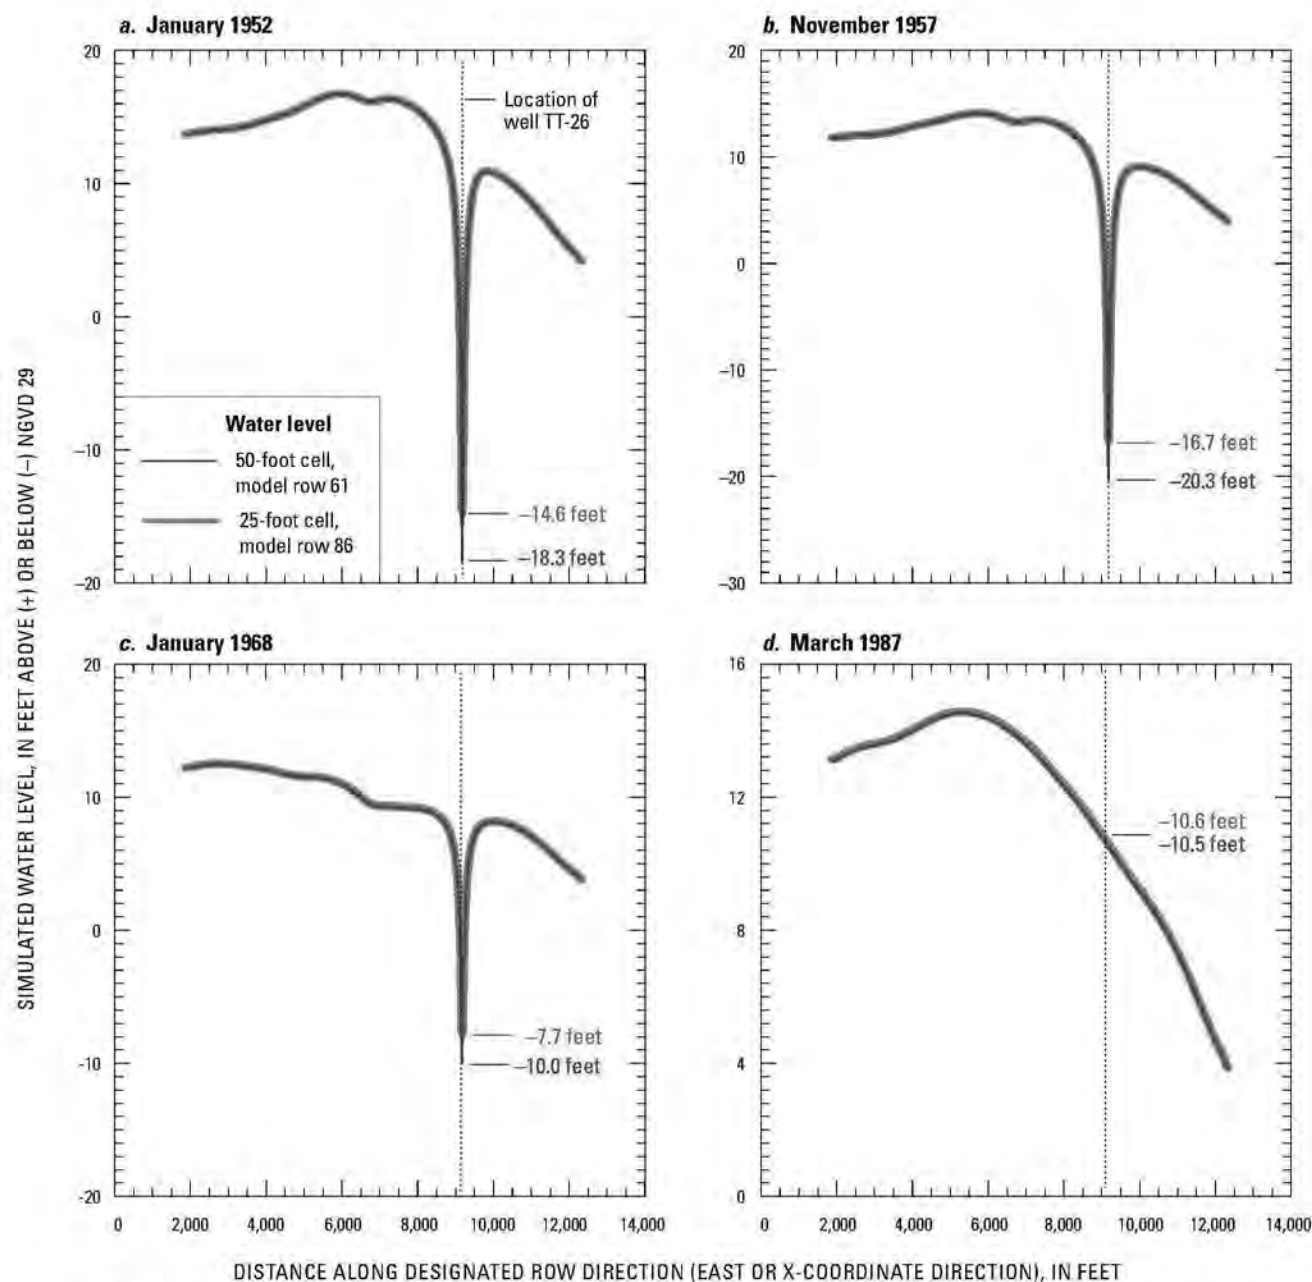 a. January 1952
20
10
0
–10
–20
Location of
well TT-26
Water level
50-foot cell,
model row 61
25-foot cell,
model row 86
–14.6 feet
–18.3 feet
b. November 1957
20
10
0
–10
–20
–30
–16.7 feet
–20.3 feet
c. January 1968
20
10
0
-10
-20
–7.7 feet
–10.0 feet
0 2,000 4,000 6,000 8,000 10,000 12,000 14,000
d. March 1987
16
12
8
4
0
–10.6 feet
–10.5 feet
0 2,000 4,000 6,000 8,000 10,000 12,000 14,000
SIMULATED WATER LEVEL, IN FEET ABOVE (+) OR BELOW (–) NGVD 29
DISTANCE ALONG DESIGNATED ROW DIRECTION (EAST OR X-COORDINATE DIRECTION), IN FEET